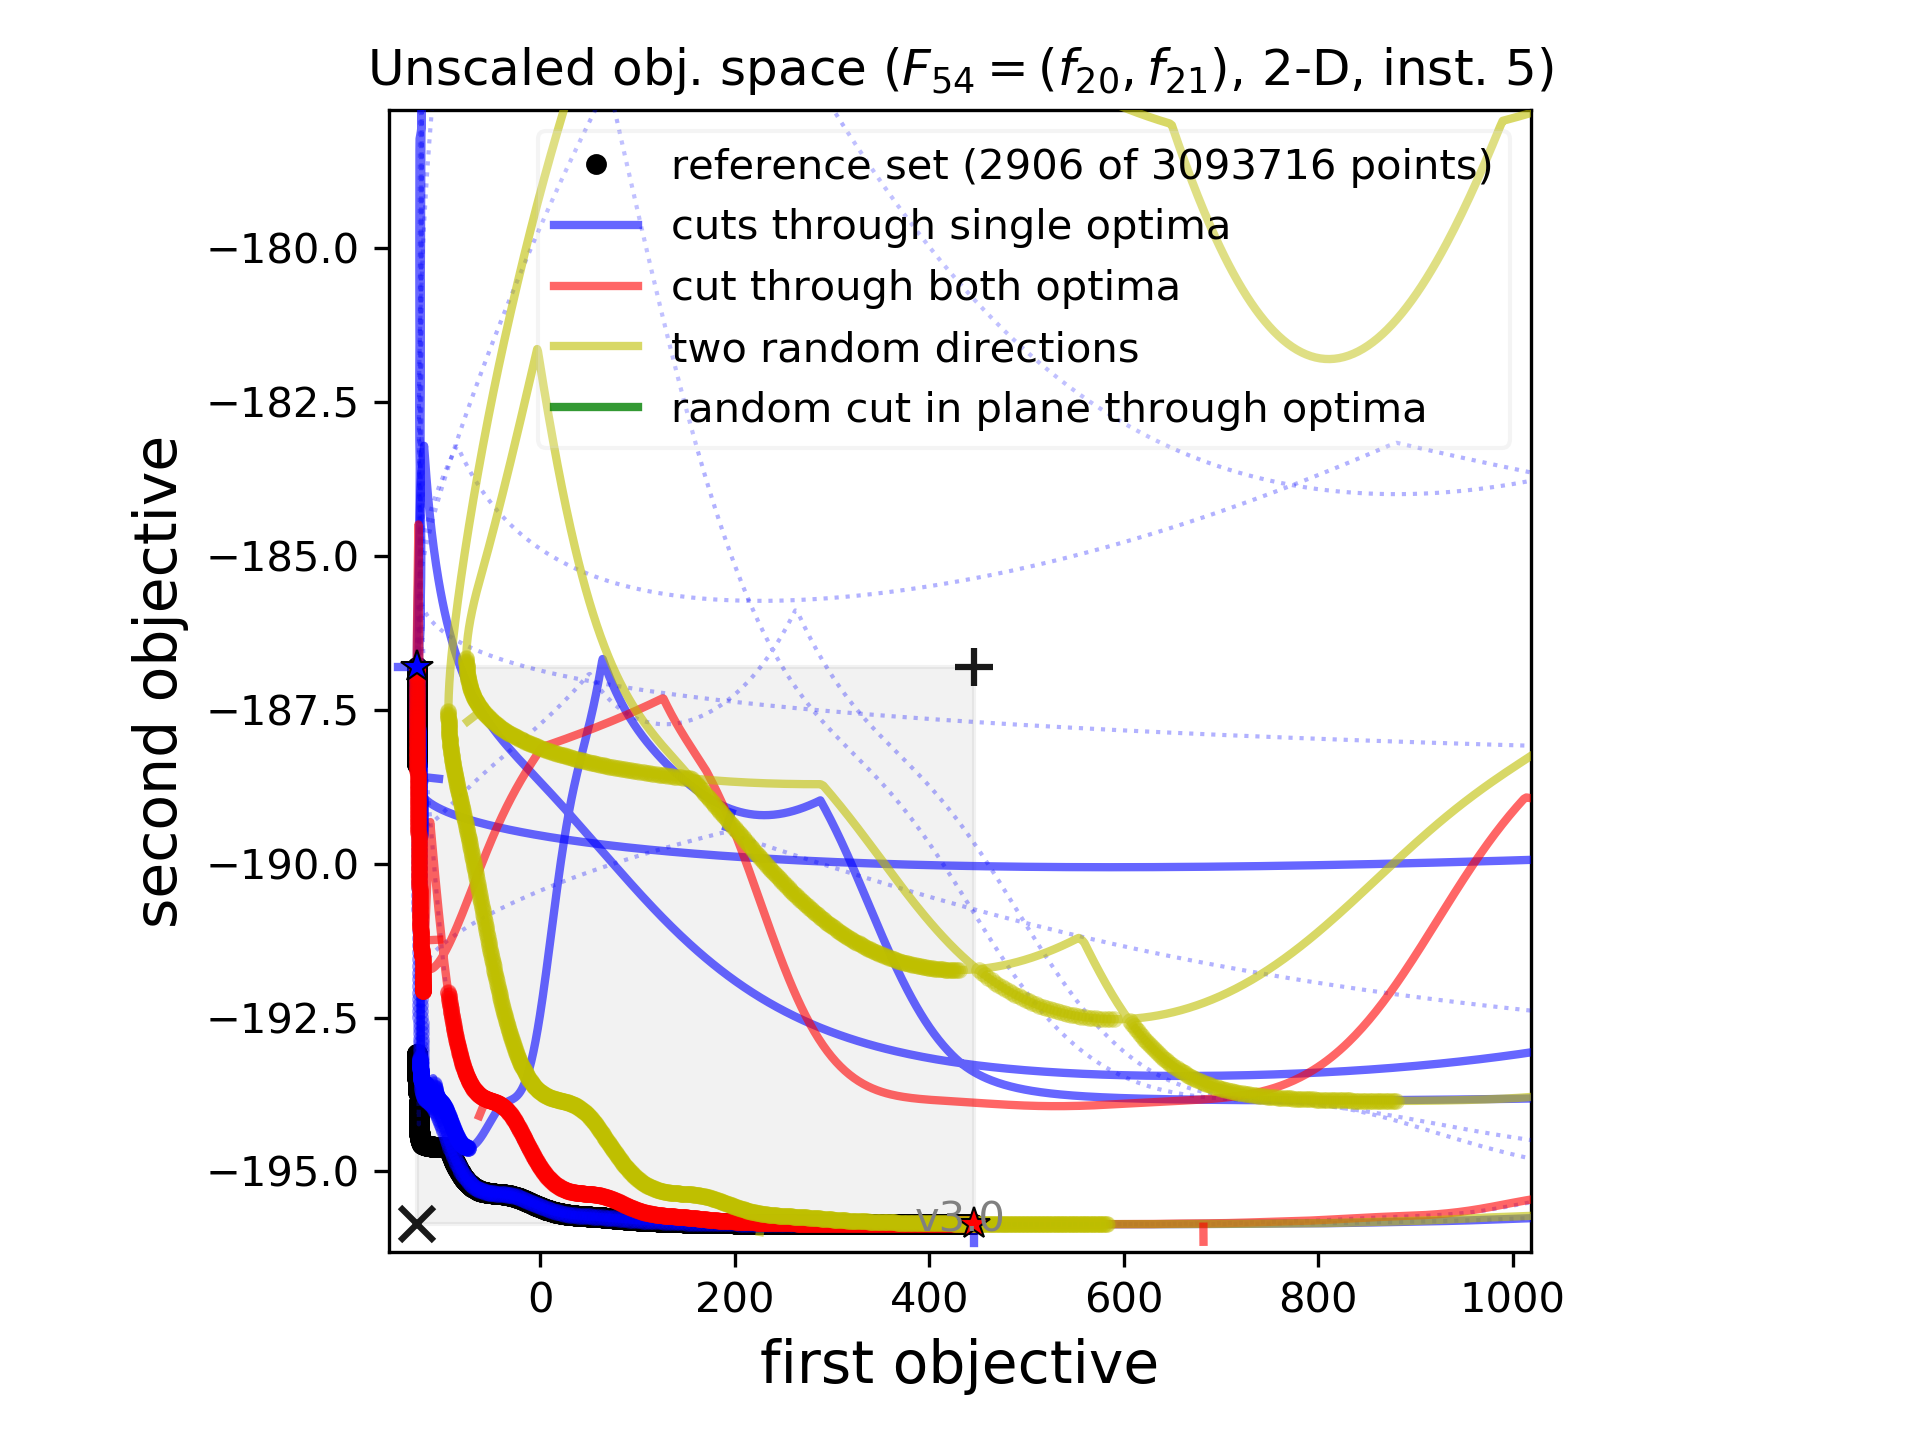 Unscaled obj. space (F54 = (f20, f21), 2-D, inst. 5)
reference set (2906 of 3093716 points)
cuts through single optima
cut through both optima
two random directions
random cut in plane through optima
second objective
−180.0
−182.5
−185.0
−187.5
−190.0
−192.5
−195.0
v3.0
0 200 400 600 800 1000
first objective